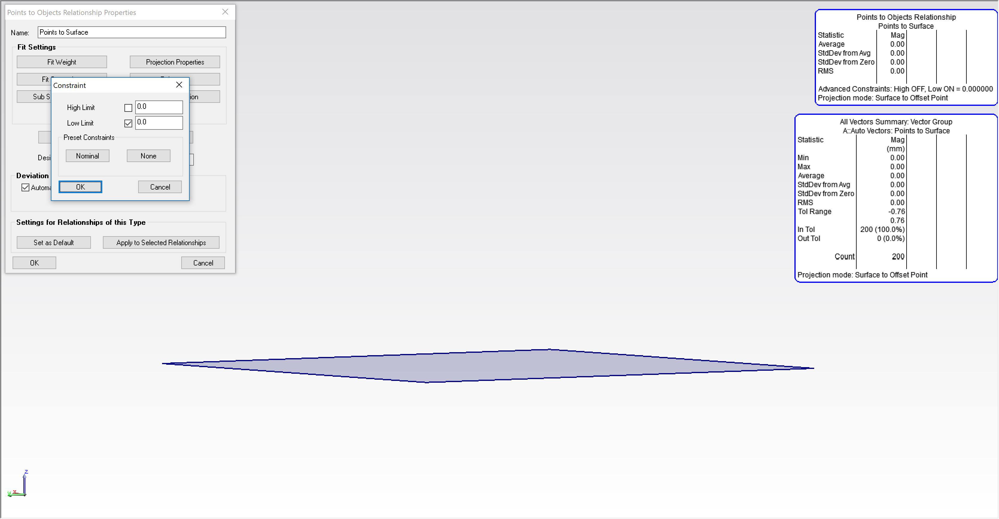 Points to Objects Relationship Properties
Name: Points to Surface
Fit Settings
Fit Weight Projection Properties
Fit
Sub S ion
Constraint
High Limit 0.0
Low Limit 0.0
Preset Constraints
Nominal None
OK Cancel
Desi
Deviation
Automa
Settings for Relationships of this Type
Set as Default Apply to Selected Relationships
OK Cancel
Points to Objects Relationship
Points to Surface
Statistic Mag
Average 0.00
StdDev from Avg 0.00
StdDev from Zero 0.00
RMS 0.00
Advanced Constraints: High OFF, Low ON = 0.000000
Projection mode: Surface to Offset Point
All Vectors Summary: Vector Group
A::Auto Vectors: Points to Surface
Statistic Mag
(mm)
Min 0.00
Max 0.00
Average 0.00
StdDev from Avg 0.00
StdDev from Zero 0.00
RMS 0.00
Tol Range -0.76
0.76
In Tol 200 (100.0%)
Out Tol 0 (0.0%)
Count 200
Projection mode: Surface to Offset Point
Z
Y X